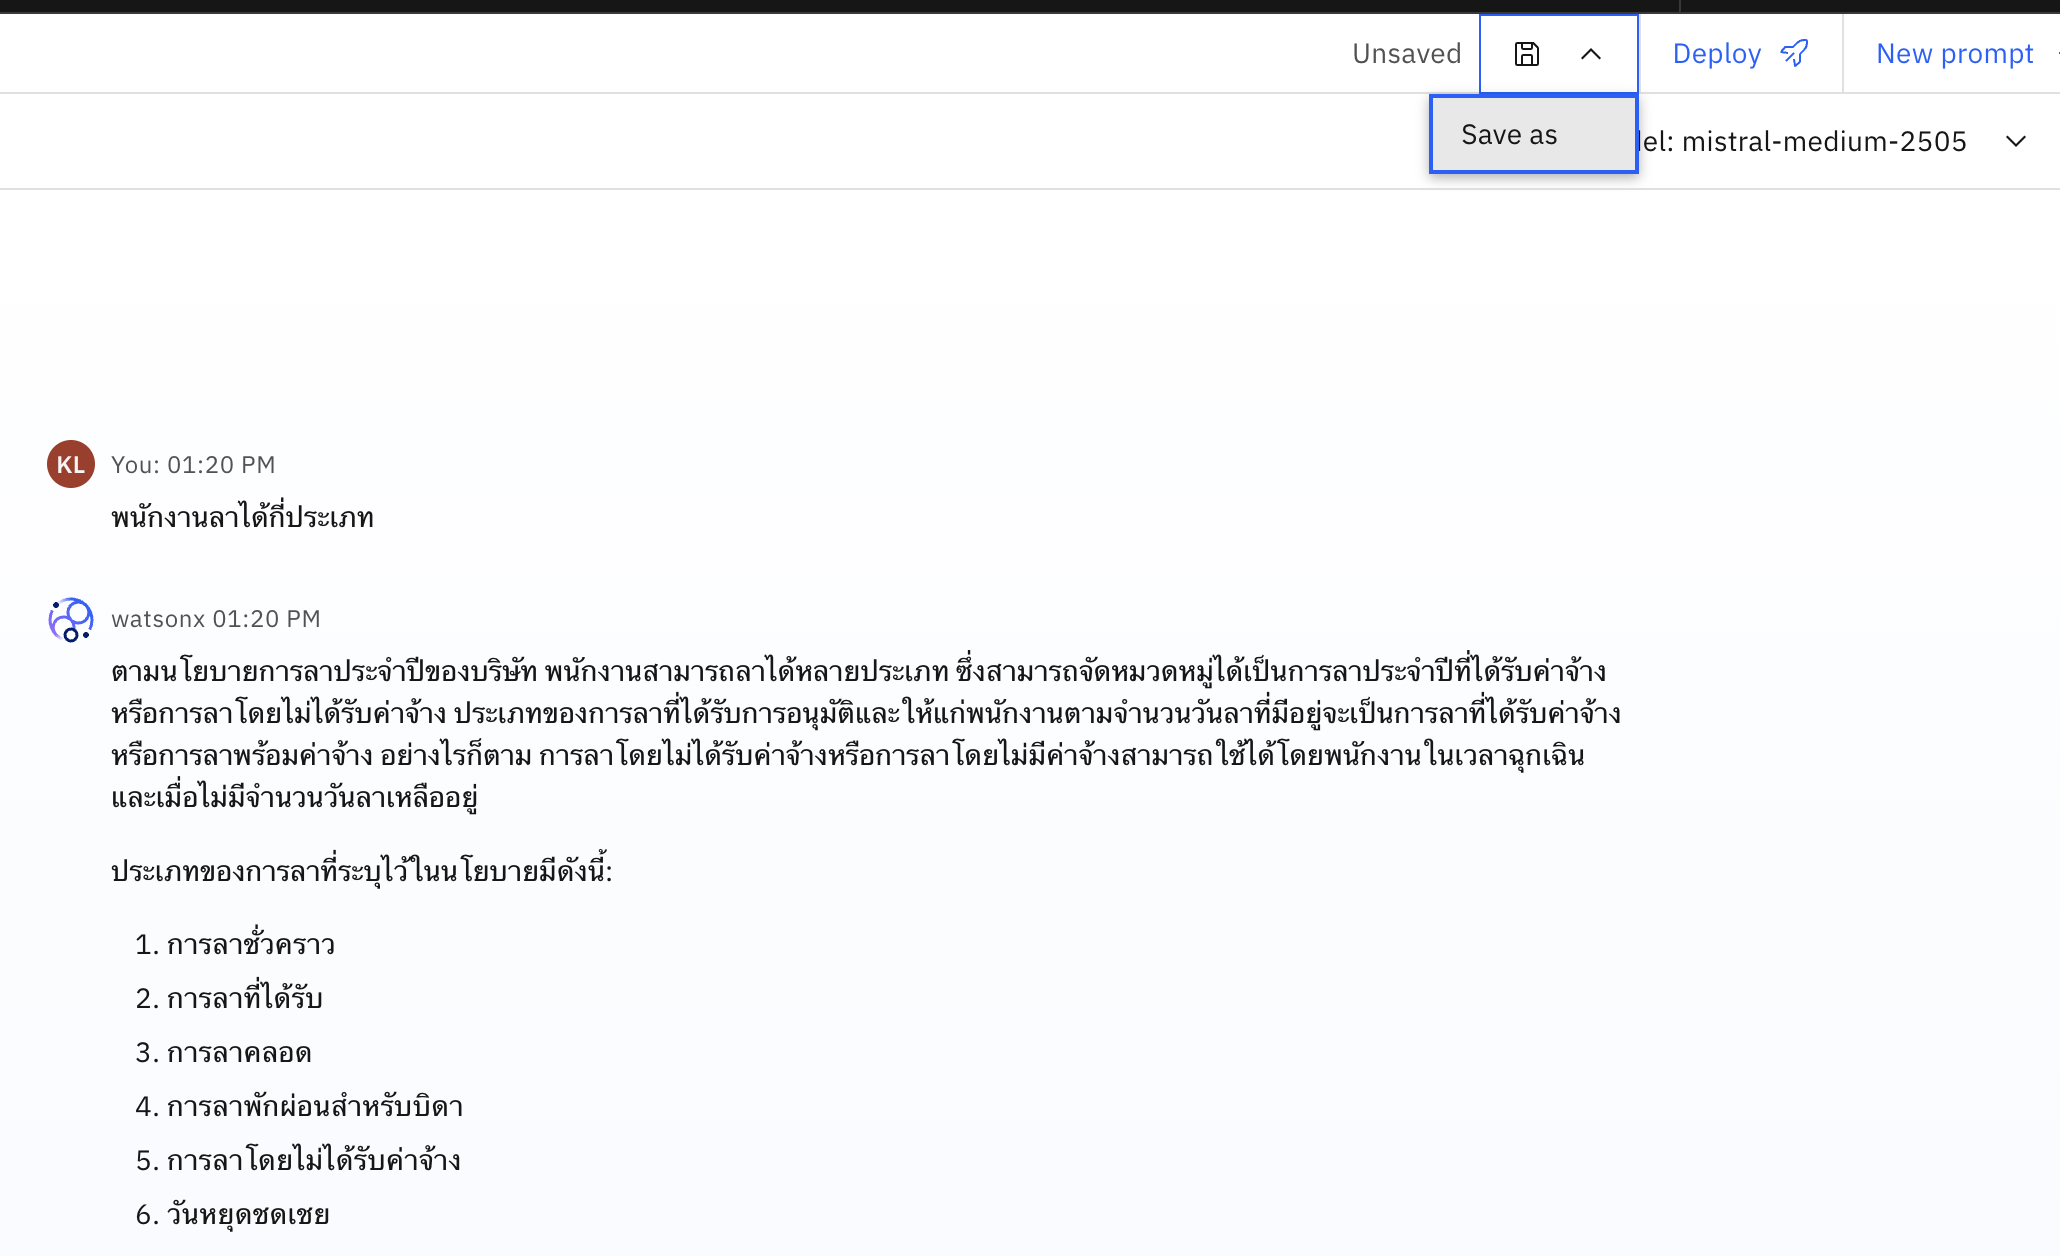 Unsaved
Deploy
New prompt
Save as
del: mistral-medium-2505
KL
You: 01:20 PM
พนักงานลาได้กี่ประเภท
watsonx 01:20 PM
ตามนโยบายการลาประจำปีของบริษัท พนักงานสามารถลาได้หลายประเภท ซึ่งสามารถจัดหมวดหมู่ได้เป็นการลาประจำปีที่ได้รับค่าจ้าง
หรือการลาโดยไม่ได้รับค่าจ้าง ประเภทของการลาที่ได้รับการอนุมัติและให้แก่พนักงานตามจำนวนวันลาที่มีอยู่จะเป็นการลาที่ได้รับค่าจ้าง
หรือการลาพร้อมค่าจ้าง อย่างไรก็ตาม การลาโดยไม่ได้รับค่าจ้างหรือการลาโดยไม่มีค่าจ้างสามารถใช้ได้โดยพนักงานในเวลาฉุกเฉิน
และเมื่อไม่มีจำนวนวันลาเหลืออยู่
ประเภทของการลาที่ระบุไว้ในนโยบายมีดังนี้:
1. การลาชั่วคราว
2. การลาที่ได้รับ
3. การลาคลอด
4. การลาพักผ่อนสำหรับบิดา
5. การลาโดยไม่ได้รับค่าจ้าง
6. วันหยุดชดเชย